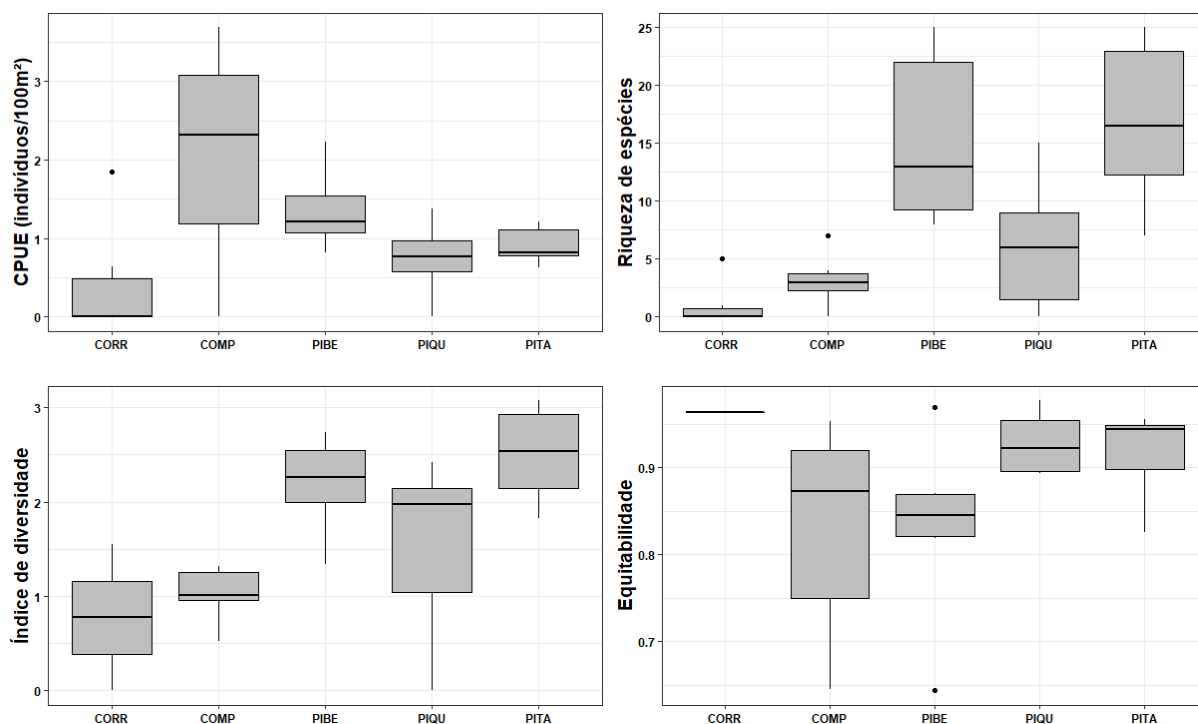 CPUE (indivíduos/100m²)
3
2
1
0
CORR COMP PIBE PIQU PITA
Riqueza de espécies
25
20
15
10
5
0
CORR COMP PIBE PIQU PITA
Índice de diversidade
3
2
1
0
CORR COMP PIBE PIQU PITA
Equitabilidade
0.9
0.8
0.7
CORR COMP PIBE PIQU PITA